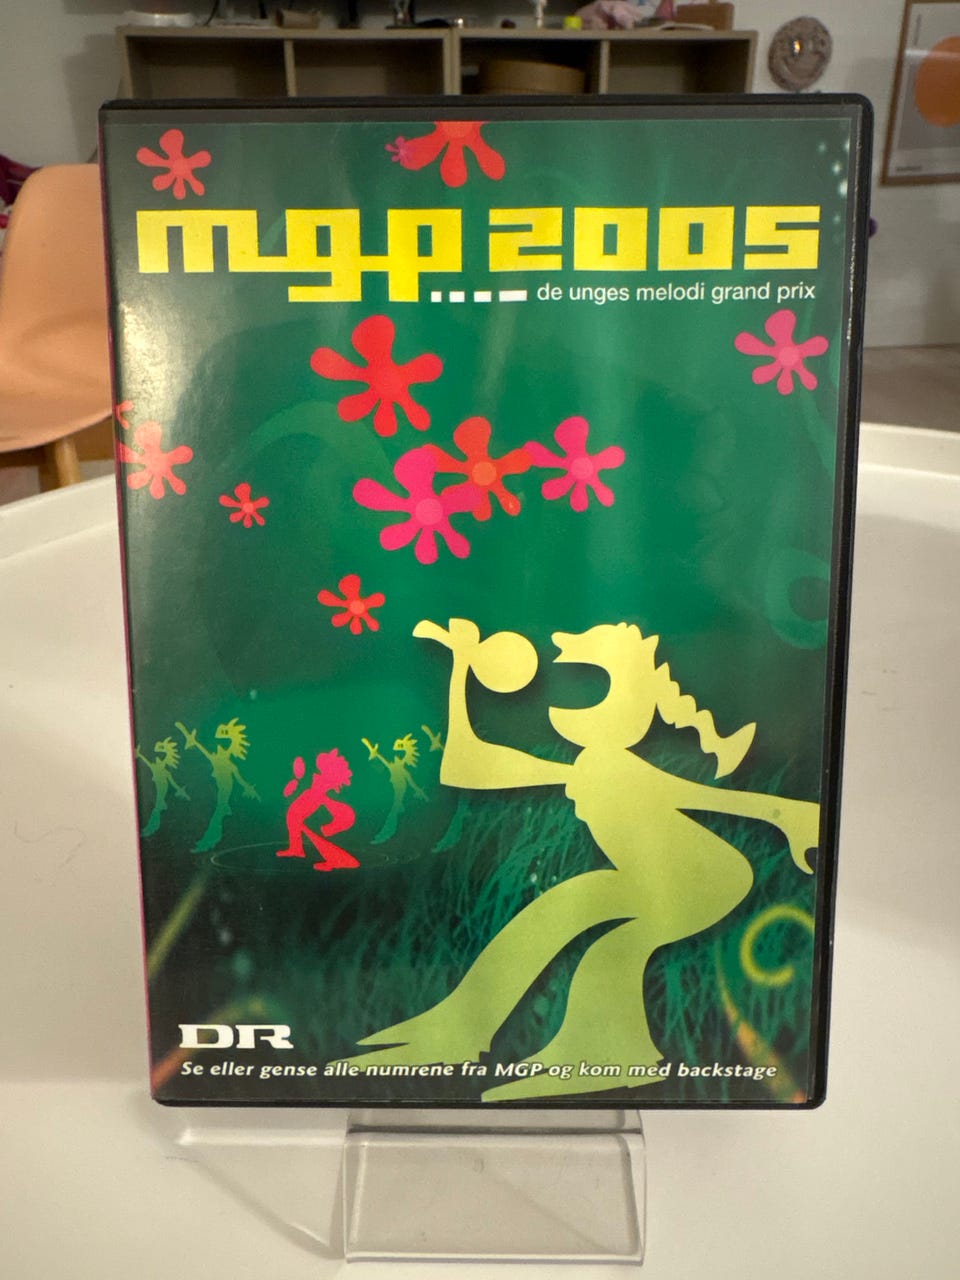 mgp 2005
de unges melodi grand prix
DR
Se eller gense alle numrene fra MGP og kom med backstage